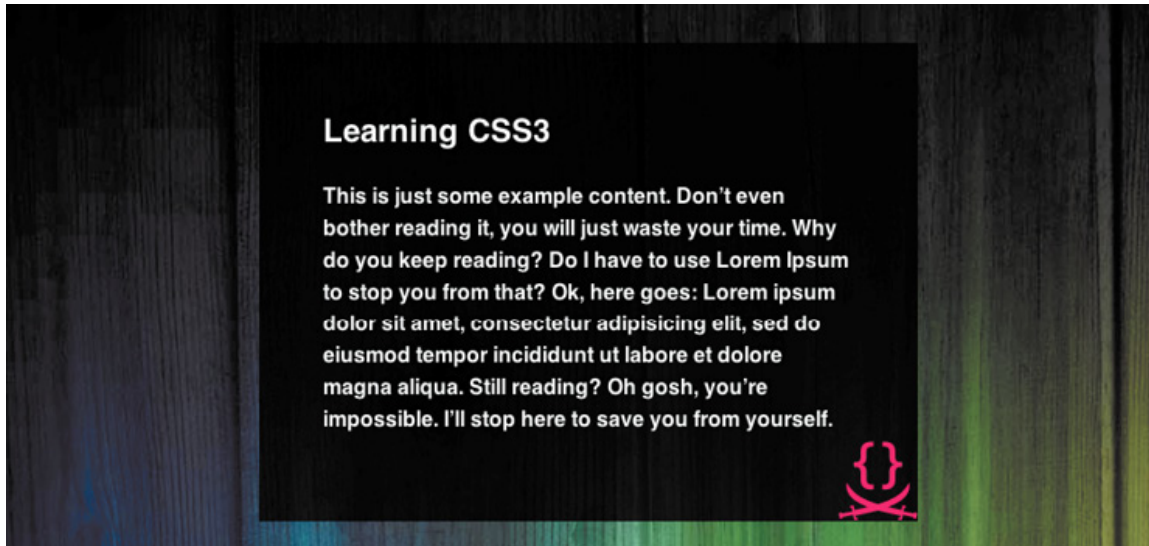 Learning CSS3
This is just some example content. Don’t even
bother reading it, you will just waste your time. Why
do you keep reading? Do I have to use Lorem Ipsum
to stop you from that? Ok, here goes: Lorem ipsum
dolor sit amet, consectetur adipisicing elit, sed do
eiusmod tempor incididunt ut labore et dolore
magna aliqua. Still reading? Oh gosh, you’re
impossible. I’ll stop here to save you from yourself.
{}